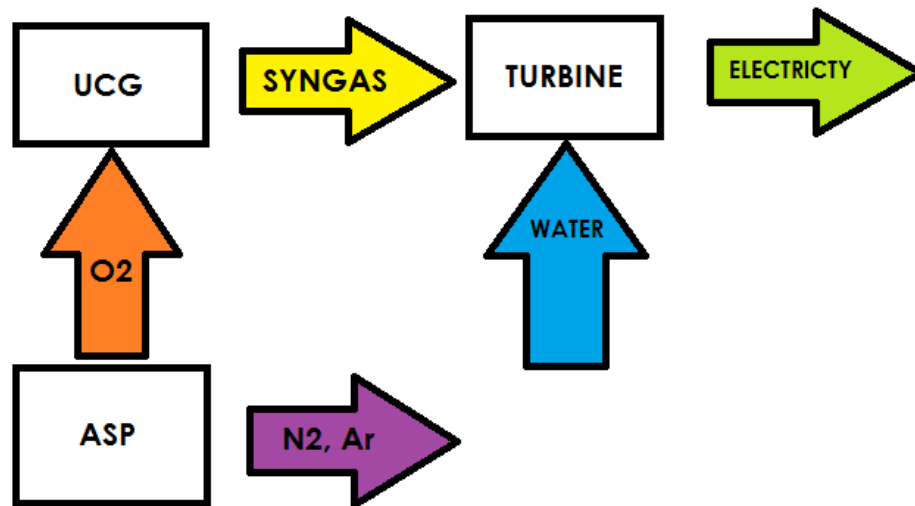 UCG
SYNGAS
TURBINE
ELECTRICTY
O2
WATER
ASP
N2, Ar